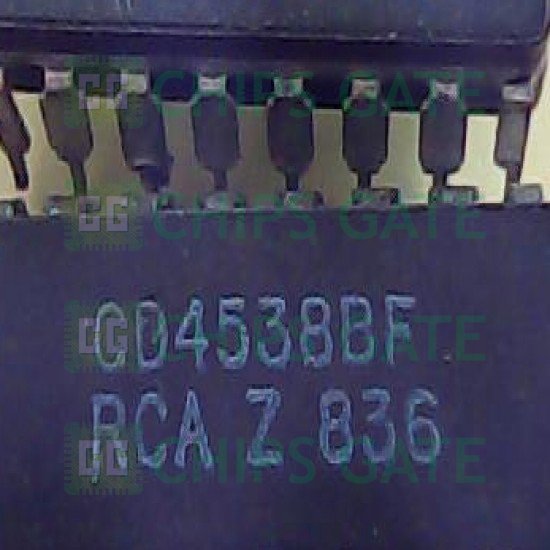 CHIPS GATE
CHIPS GATE
CD4538BF
CHIPS GATE
RCA Z 836
CHIPS GATE